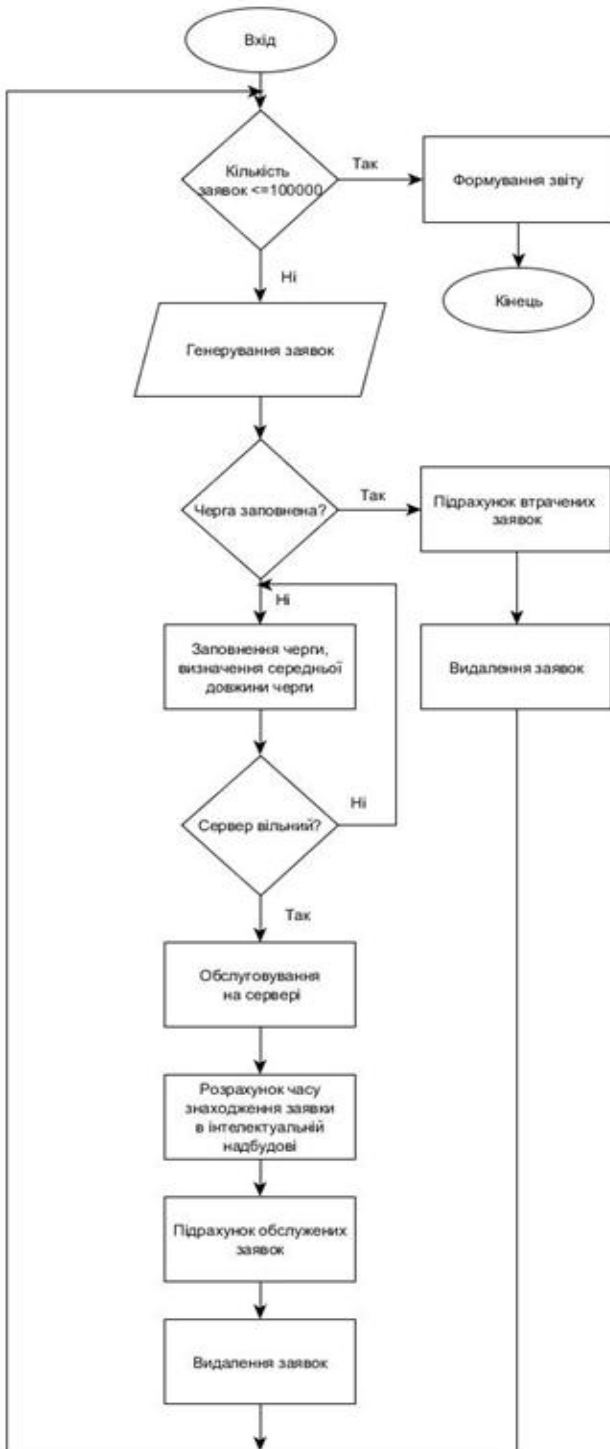 Вхід
Кількість
заявок <=100000
Так
Формування звіту
Ні
Кінець
Генерування заявок
Черга заповнена?
Так
Підрахунок втрачених
заявок
Ні
Заповнення черги,
визначення середньої
довжини черги
Видалення заявок
Сервер вільний?
Ні
Так
Обслуговування
на сервері
Розрахунок часу
знаходження заявки
в інтелектуальній
надбудові
Підрахунок обслужених
заявок
Видалення заявок